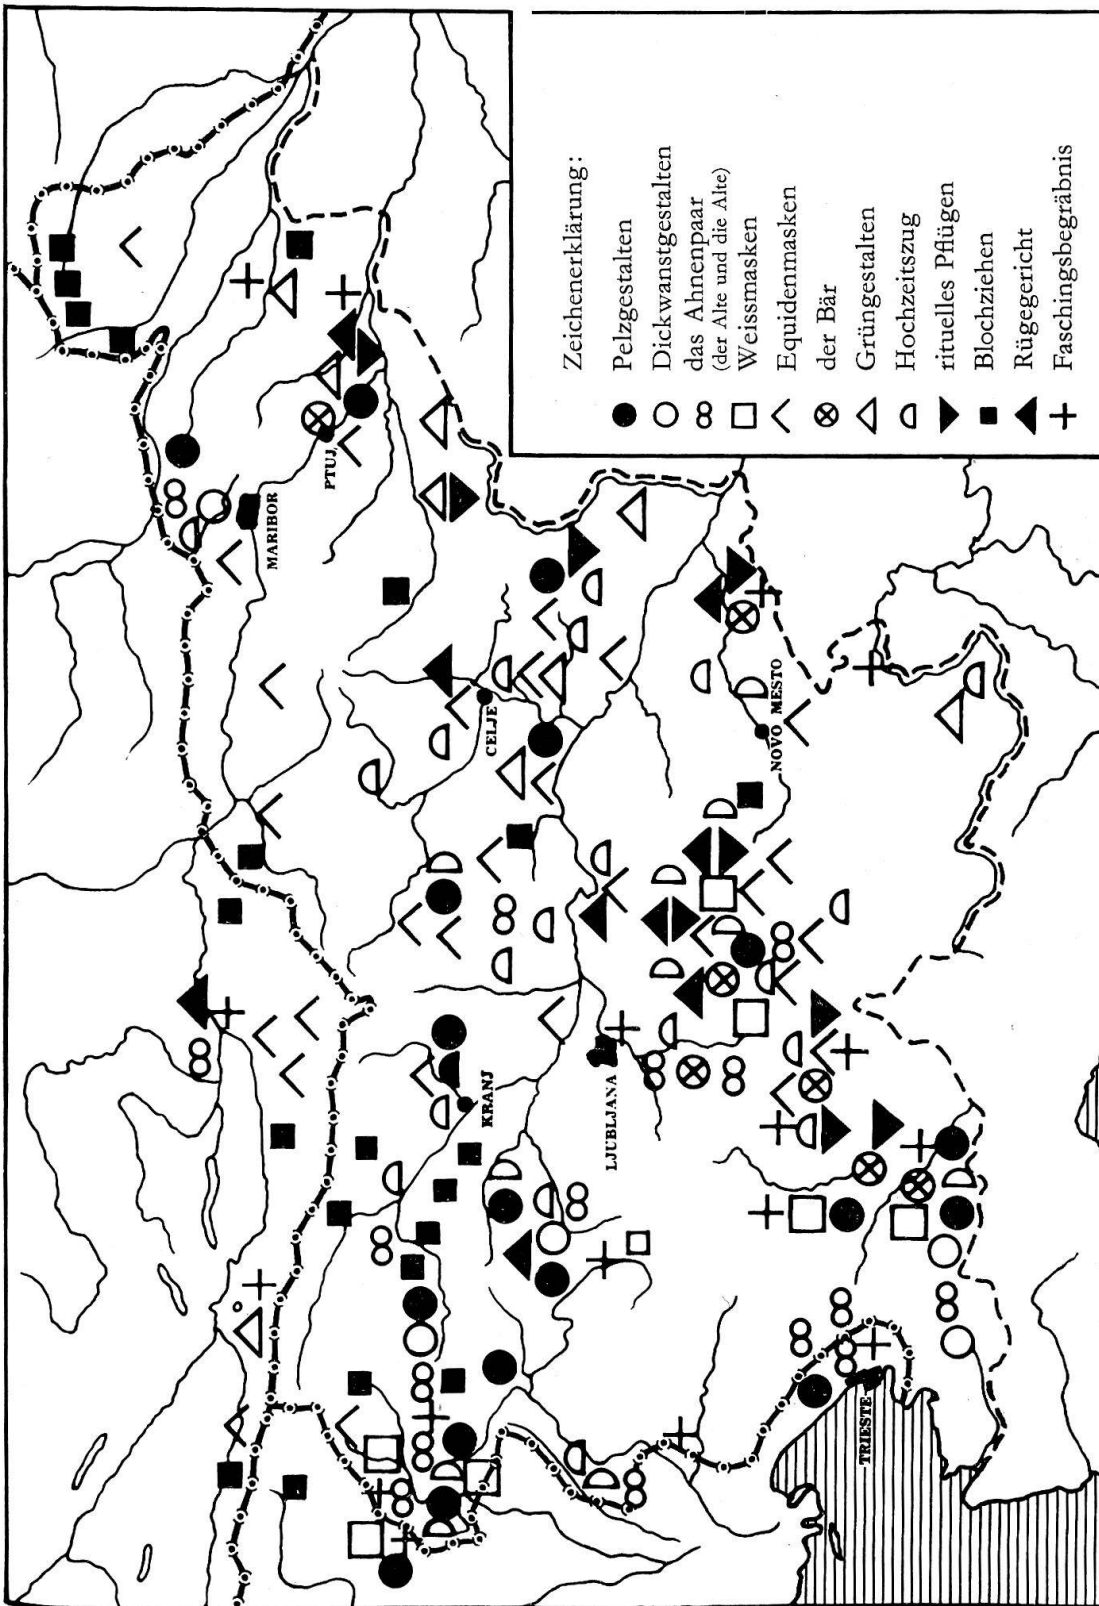 MARIBOR
PTUJ
CELJE
NOVO MESTO
KRANJ
LJUBLJANA
TRIESTE
Zeichenerklärung:
Pelzgestalten
Dickwanstgestalten
das Ahnenpaar
(der Alte und die Alte)
Weissmasken
Equidenmasken
der Bär
Grüngestalten
Hochzeitszug
rituelles Pflügen
Blochziehen
Rügegericht
Faschingsbegräbnis